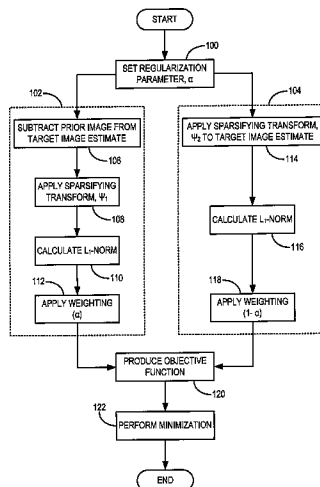 START
100
SET REGULARIZATION
PARAMETER, α
102
SUBTRACT PRIOR IMAGE FROM
TARGET IMAGE ESTIMATE
106
APPLY SPARSIFYING
TRANSFORM, Ψ₁
108
CALCULATE L₁-NORM
110
112
APPLY WEIGHTING
(α)
104
APPLY SPARSIFYING TRANSFORM,
Ψ₂ TO TARGET IMAGE ESTIMATE
114
CALCULATE L₁-NORM
116
118
APPLY WEIGHTING
(1- α)
PRODUCE OBJECTIVE
FUNCTION
120
122
PERFORM MINIMIZATION
END